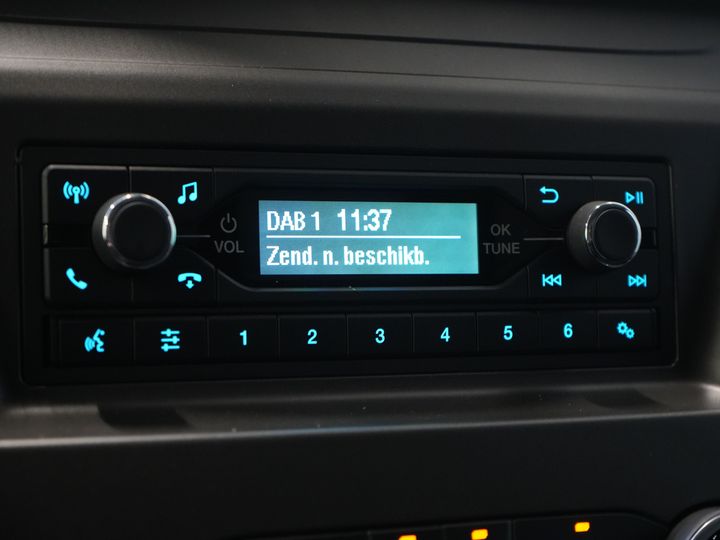 DAB 1 11:37
Zend. n. beschikb.
VOL
OK
TUNE
1 2 3 4 5 6